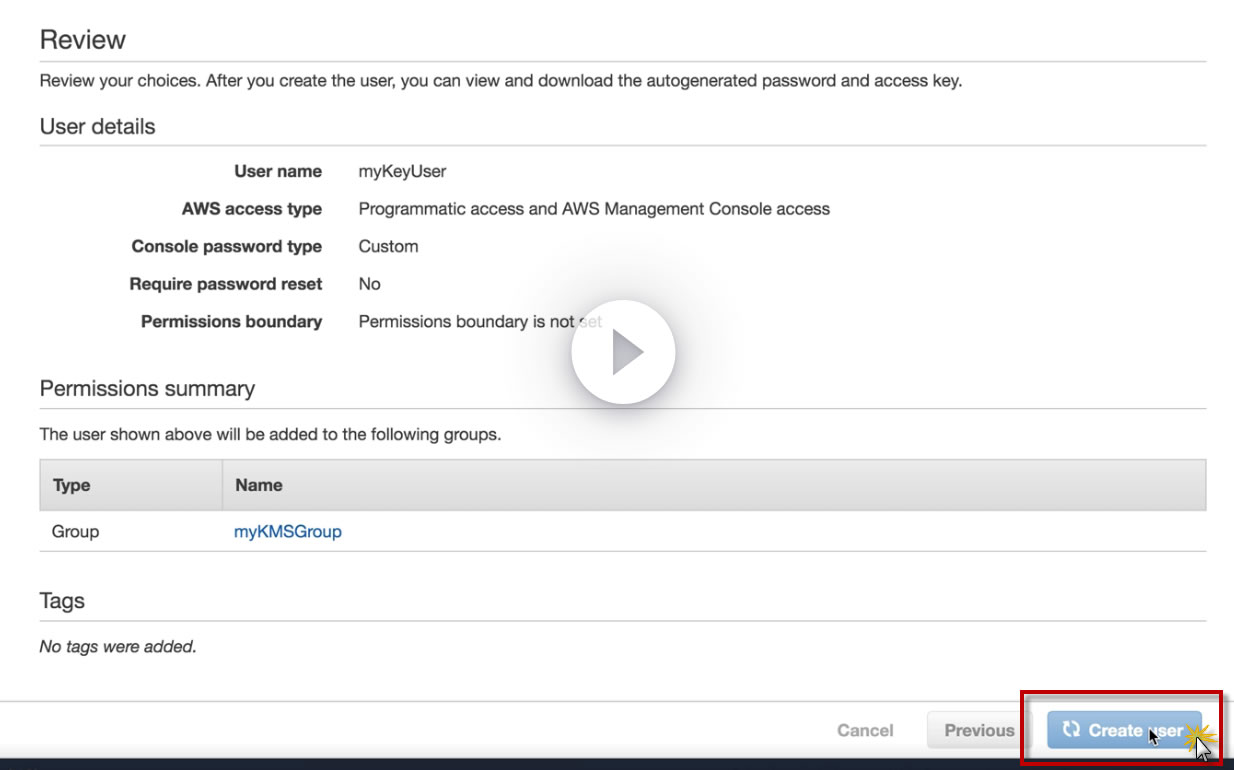 Review
Review your choices. After you create the user, you can view and download the autogenerated password and access key.
User details
User name myKeyUser
AWS access type Programmatic access and AWS Management Console access
Console password type Custom
Require password reset No
Permissions boundary Permissions boundary is not set
Permissions summary
The user shown above will be added to the following groups.
Type Name
Group myKMSGroup
Tags
No tags were added.
Cancel Previous Create user